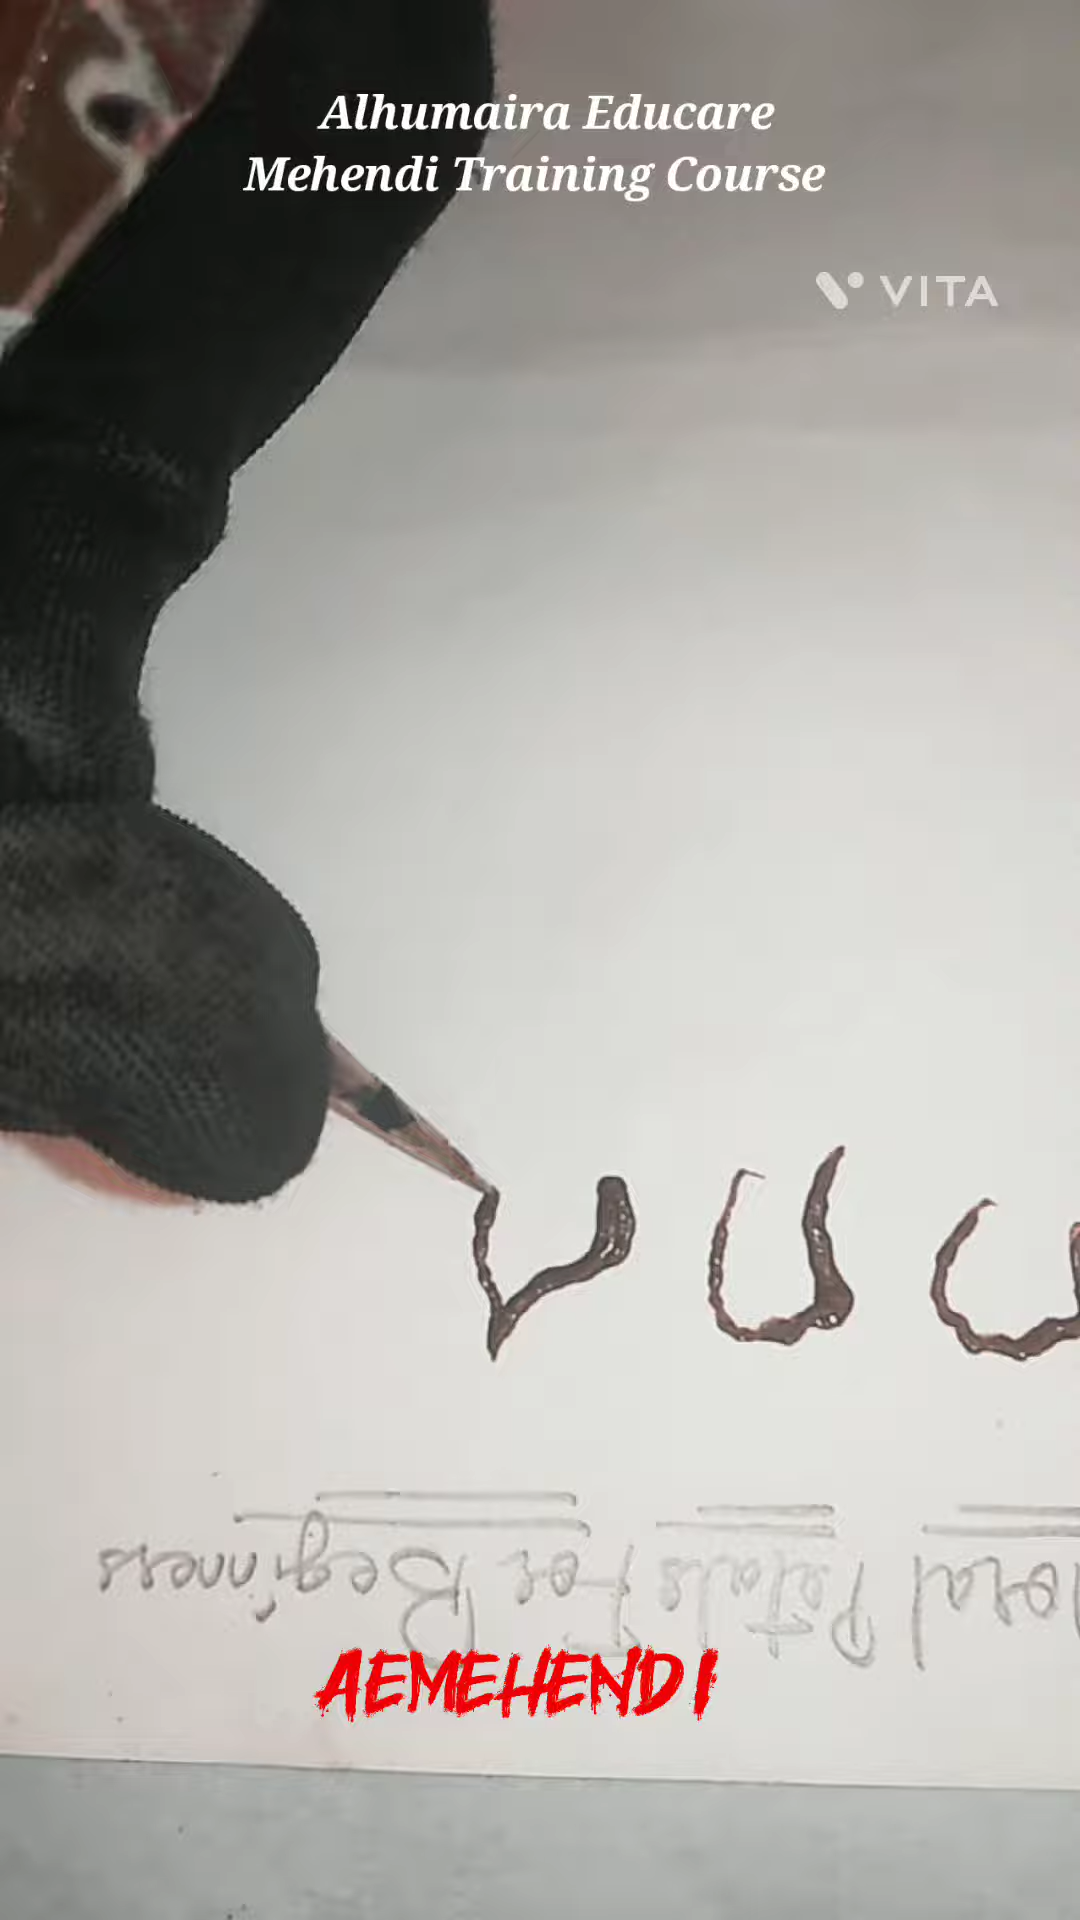 Alhumaira Educare
Mehendi Training Course
VITA
Petals For Beginners
AEMEHENDI